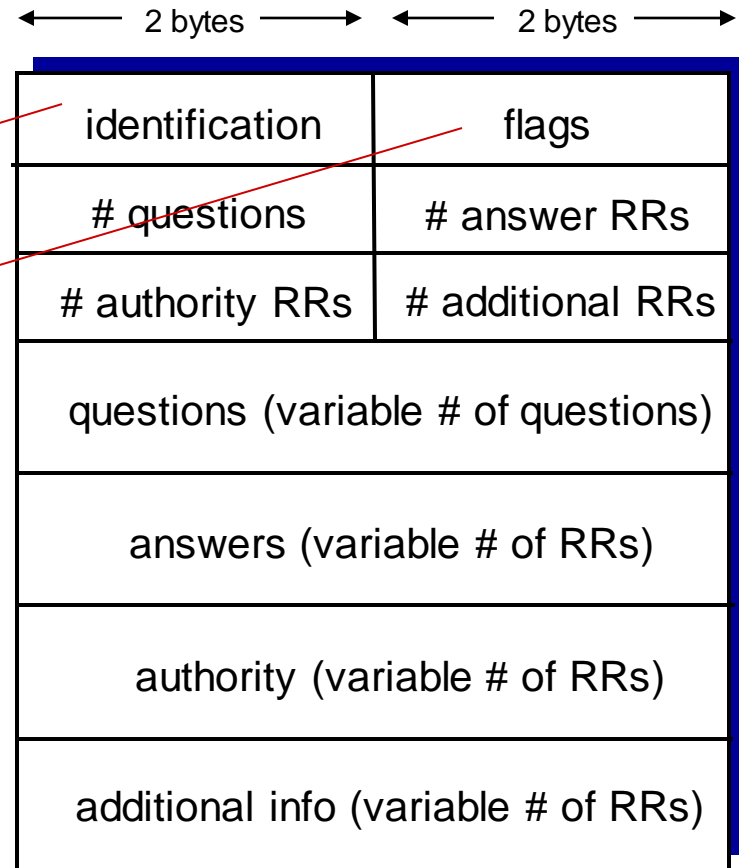 2 bytes 2 bytes
identification flags
# questions # answer RRs
# authority RRs # additional RRs
questions (variable # of questions)
answers (variable # of RRs)
authority (variable # of RRs)
additional info (variable # of RRs)